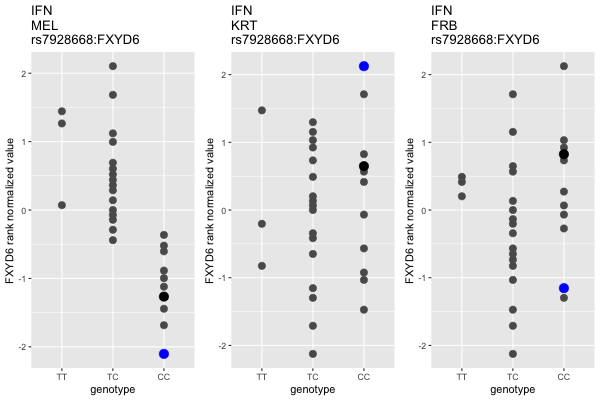 IFN
MEL
rs7928668:FXYD6
FXYD6 rank normalized value
2
1
0
-1
-2
TT TC CC
genotype
IFN
KRT
rs7928668:FXYD6
FXYD6 rank normalized value
2
1
0
-1
-2
TT TC CC
genotype
IFN
FRB
rs7928668:FXYD6
FXYD6 rank normalized value
2
1
0
-1
-2
TT TC CC
genotype